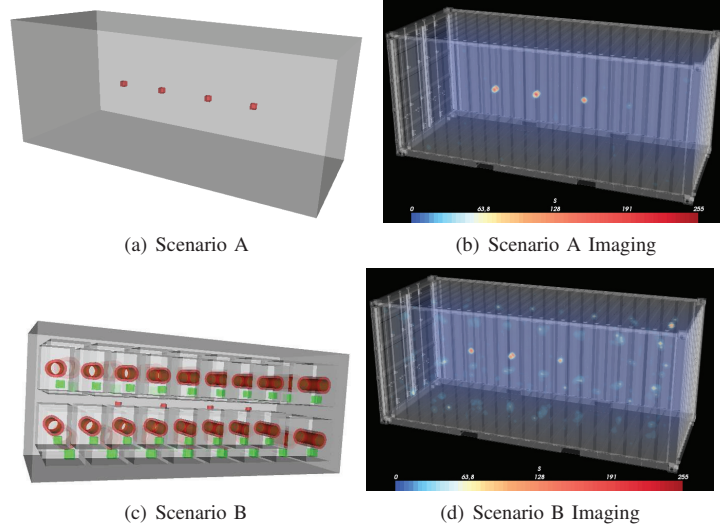 S
0 63,8 128 191 255
(a) Scenario A
(b) Scenario A Imaging
S
0 63,8 128 191 255
(c) Scenario B
(d) Scenario B Imaging